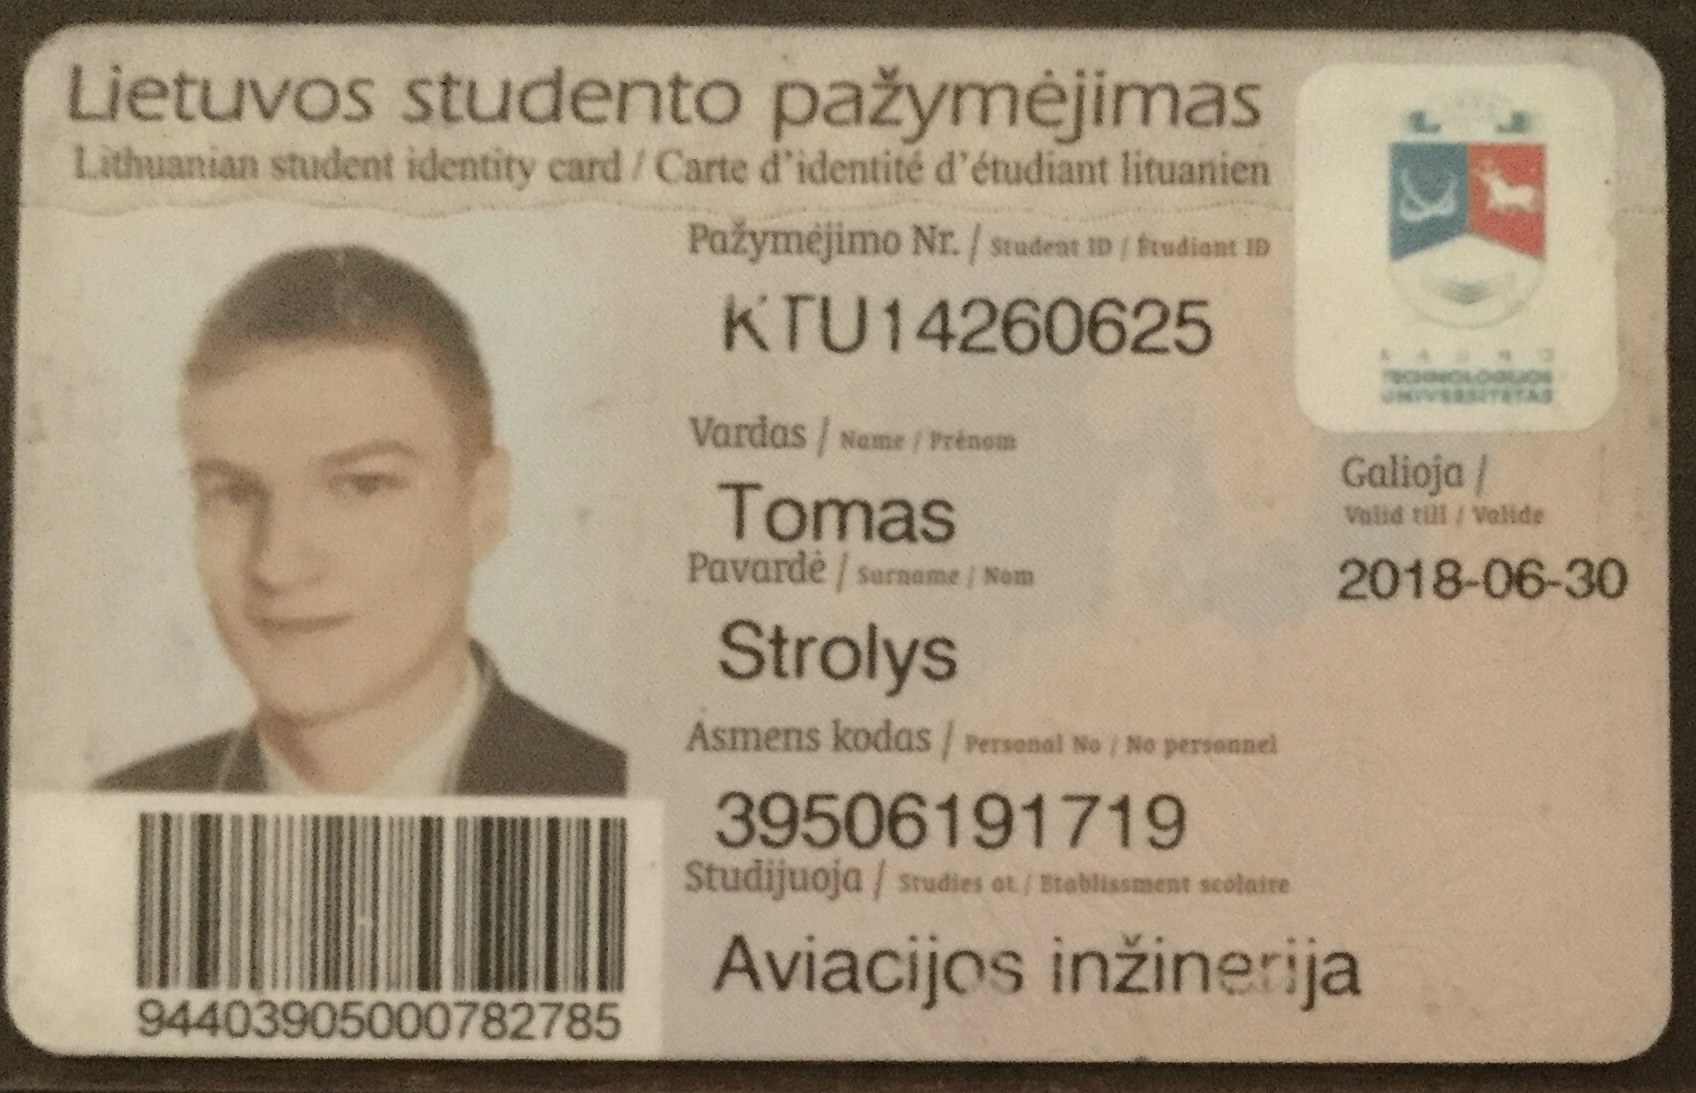 Lietuvos studento pažymėjimas
Lithuanian student identity card / Carte d'identité d'étudiant lituanien
Pažymėjimo Nr. / Student ID / Étudiant ID
KTU14260625
KAUNO
TECHNOLOGIJOS
UNIVERSITETAS
Vardas / Name / Prénom
Tomas
Galioja /
Valid till / Valide
2018-06-30
Pavardė / Surname / Nom
Strolys
Asmens kodas / Personal No / No personnel
39506191719
Studijuoja / Studies at / Etablissment scolaire
Aviacijos inžinerija
94403905000782785